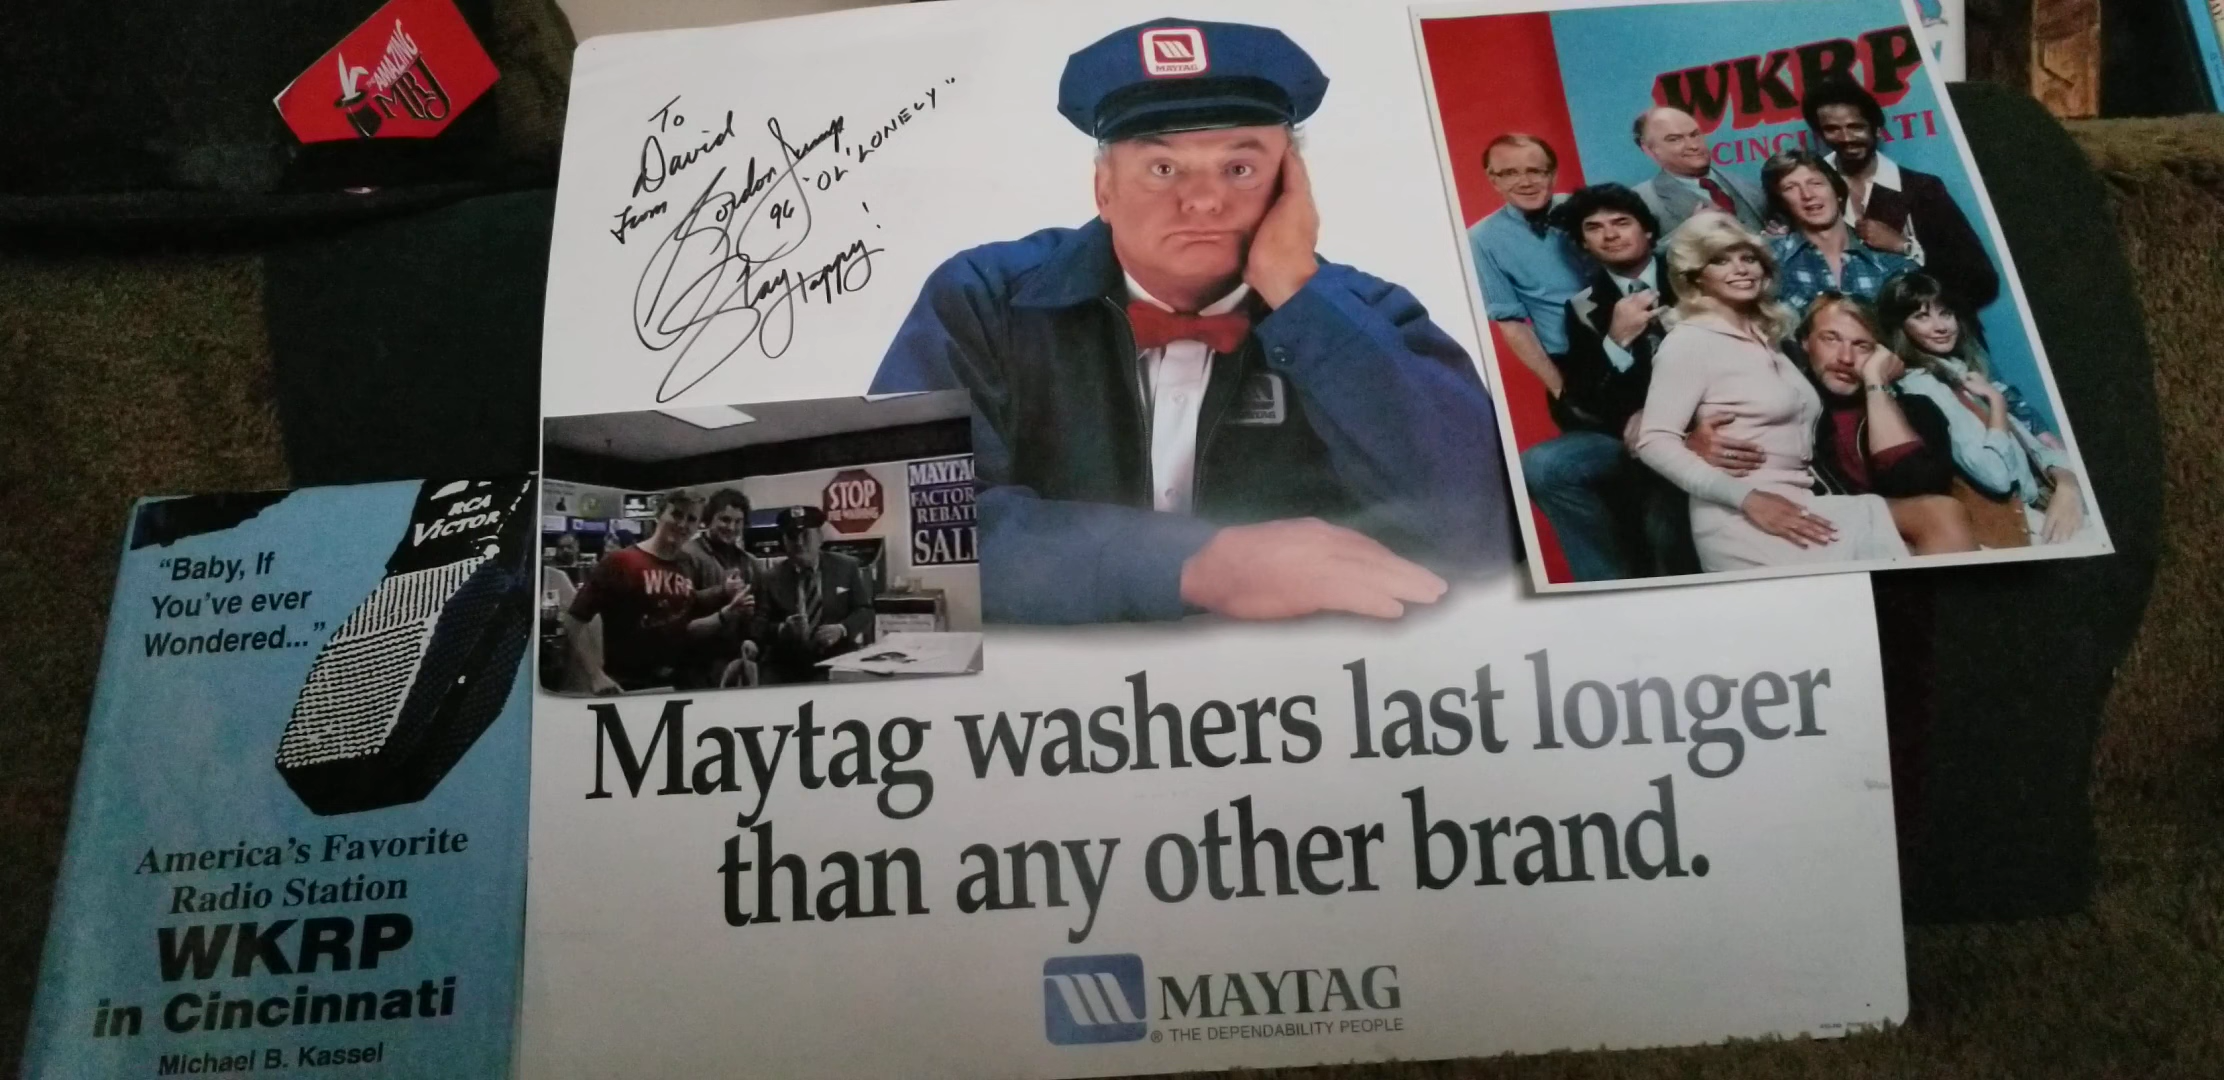 THE AMAZING
MR J
To
David
From Gordon Jump
96 "OL' LONELY"
Stay Happy!
MAYTAG
WKRP
CINCI ATI
STOP
MAYTA
FACTOR
REBAT
SAL
WKRP
RCA
VICTOR
"Baby, If
You've ever
Wondered..."
America's Favorite
Radio Station
WKRP
in Cincinnati
Michael B. Kassel
Maytag washers last longer
than any other brand.
MAYTAG
® THE DEPENDABILITY PEOPLE